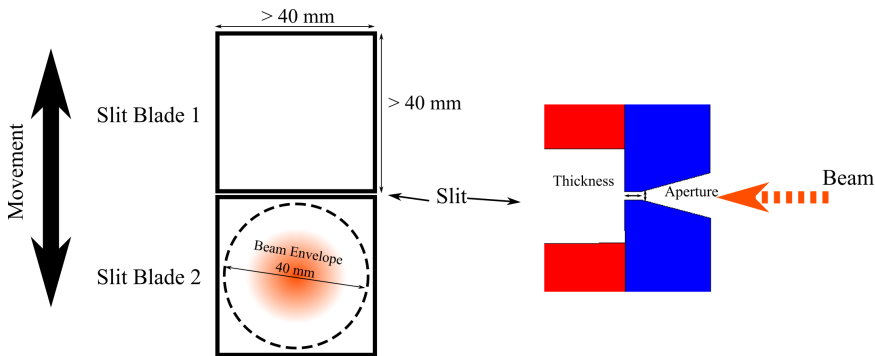 > 40 mm
> 40 mm
Movement
Slit Blade 1
Slit
Slit Blade 2
Beam Envelope
40 mm
Thickness
Aperture
Beam